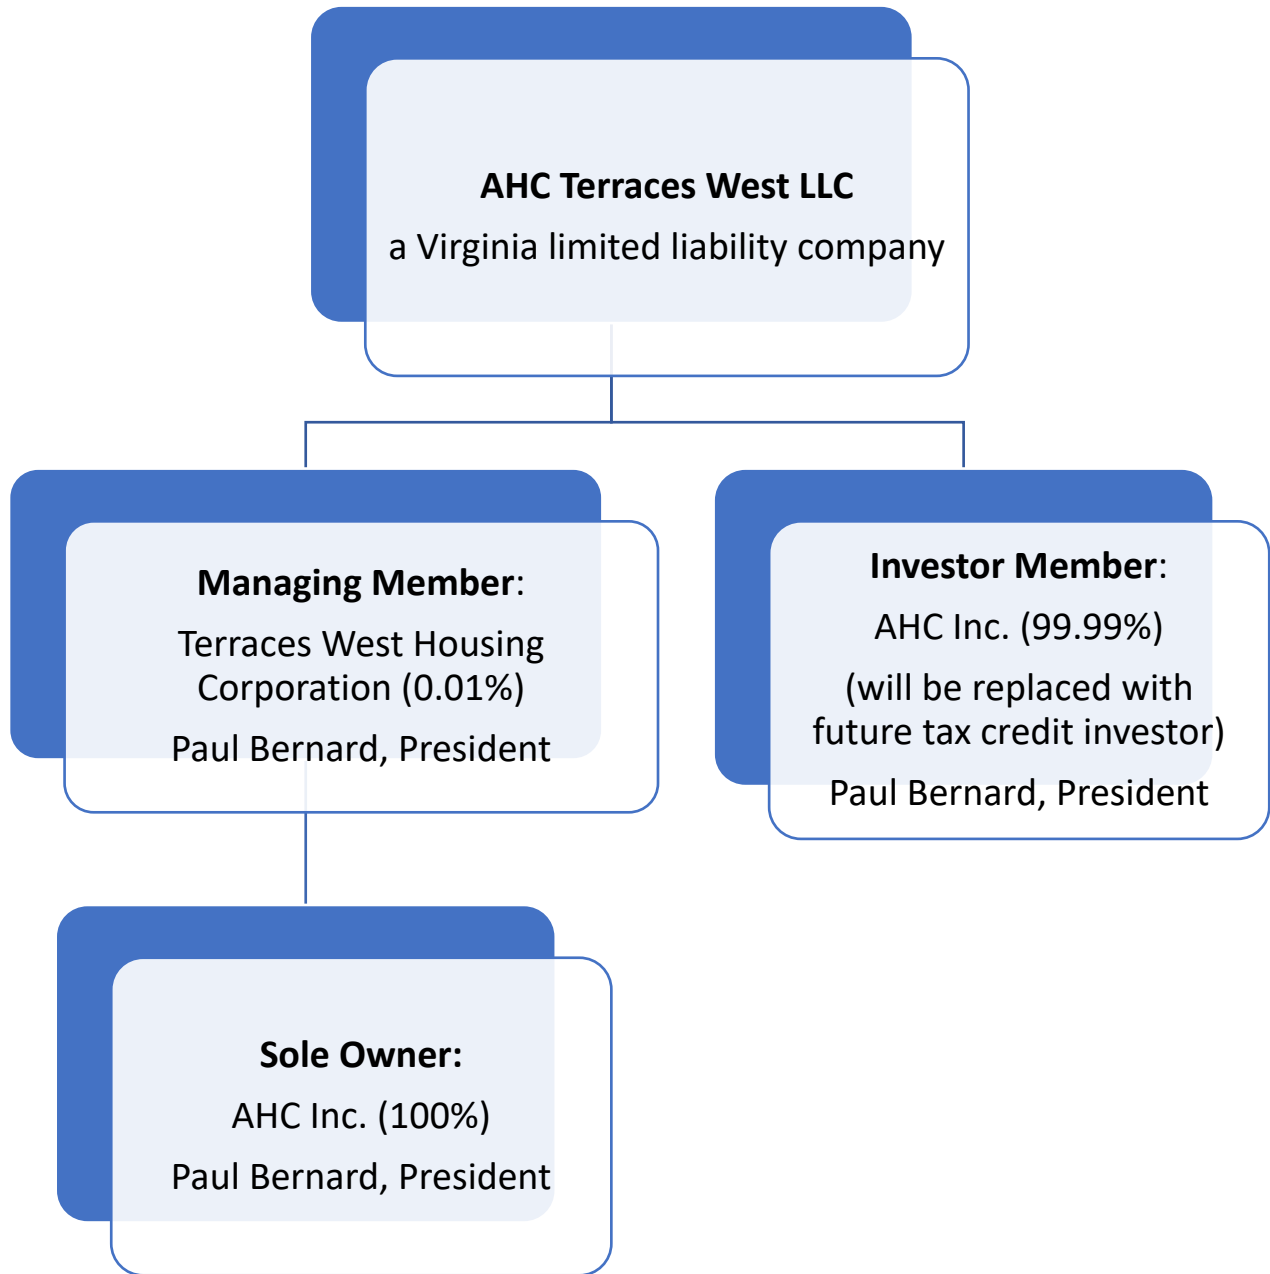 AHC Terraces West LLC
a Virginia limited liability company
Managing Member:
Terraces West Housing
Corporation (0.01%)
Paul Bernard, President
Investor Member:
AHC Inc. (99.99%)
(will be replaced with
future tax credit investor)
Paul Bernard, President
Sole Owner:
AHC Inc. (100%)
Paul Bernard, President